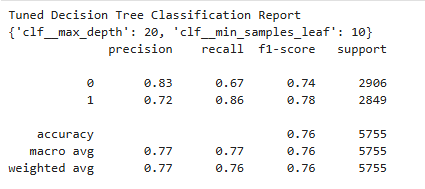 Tuned Decision Tree Classification Report
{'clf__max_depth': 20, 'clf__min_samples_leaf': 10}
precision recall f1-score support
0 0.83 0.67 0.74 2906
1 0.72 0.86 0.78 2849
accuracy 0.76 5755
macro avg 0.77 0.77 0.76 5755
weighted avg 0.77 0.76 0.76 5755